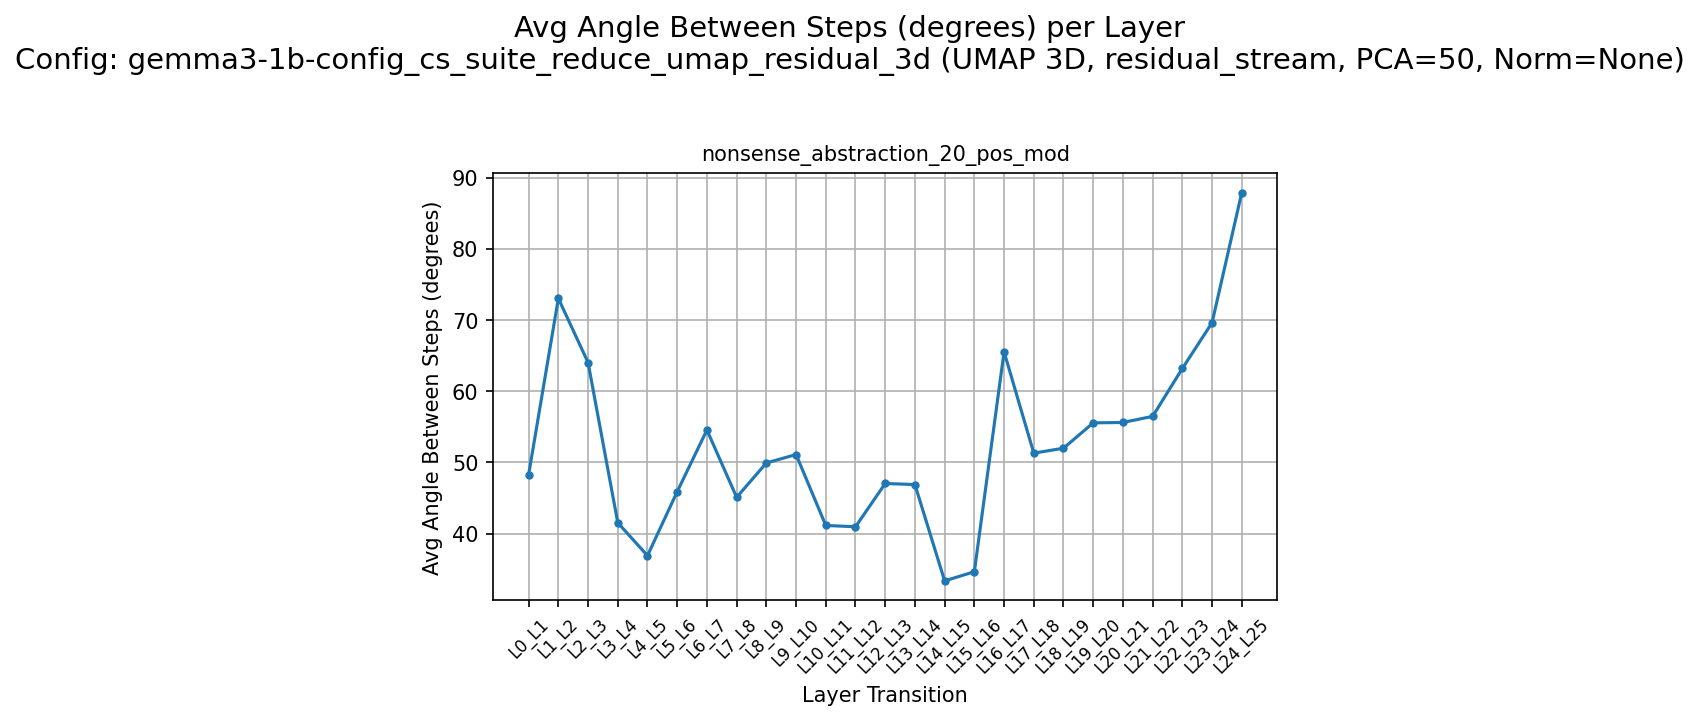 Avg Angle Between Steps (degrees) per Layer
Config: gemma3-1b-config_cs_suite_reduce_umap_residual_3d (UMAP 3D, residual_stream, PCA=50, Norm=None)
nonsense_abstraction_20_pos_mod
Avg Angle Between Steps (degrees)
90
80
70
60
50
40
L0_L1
L1_L2
L2_L3
L3_L4
L4_L5
L5_L6
L6_L7
L7_L8
L8_L9
L9_L10
L10_L11
L11_L12
L12_L13
L13_L14
L14_L15
L15_L16
L16_L17
L17_L18
L18_L19
L19_L20
L20_L21
L21_L22
L22_L23
L23_L24
L24_L25
Layer Transition